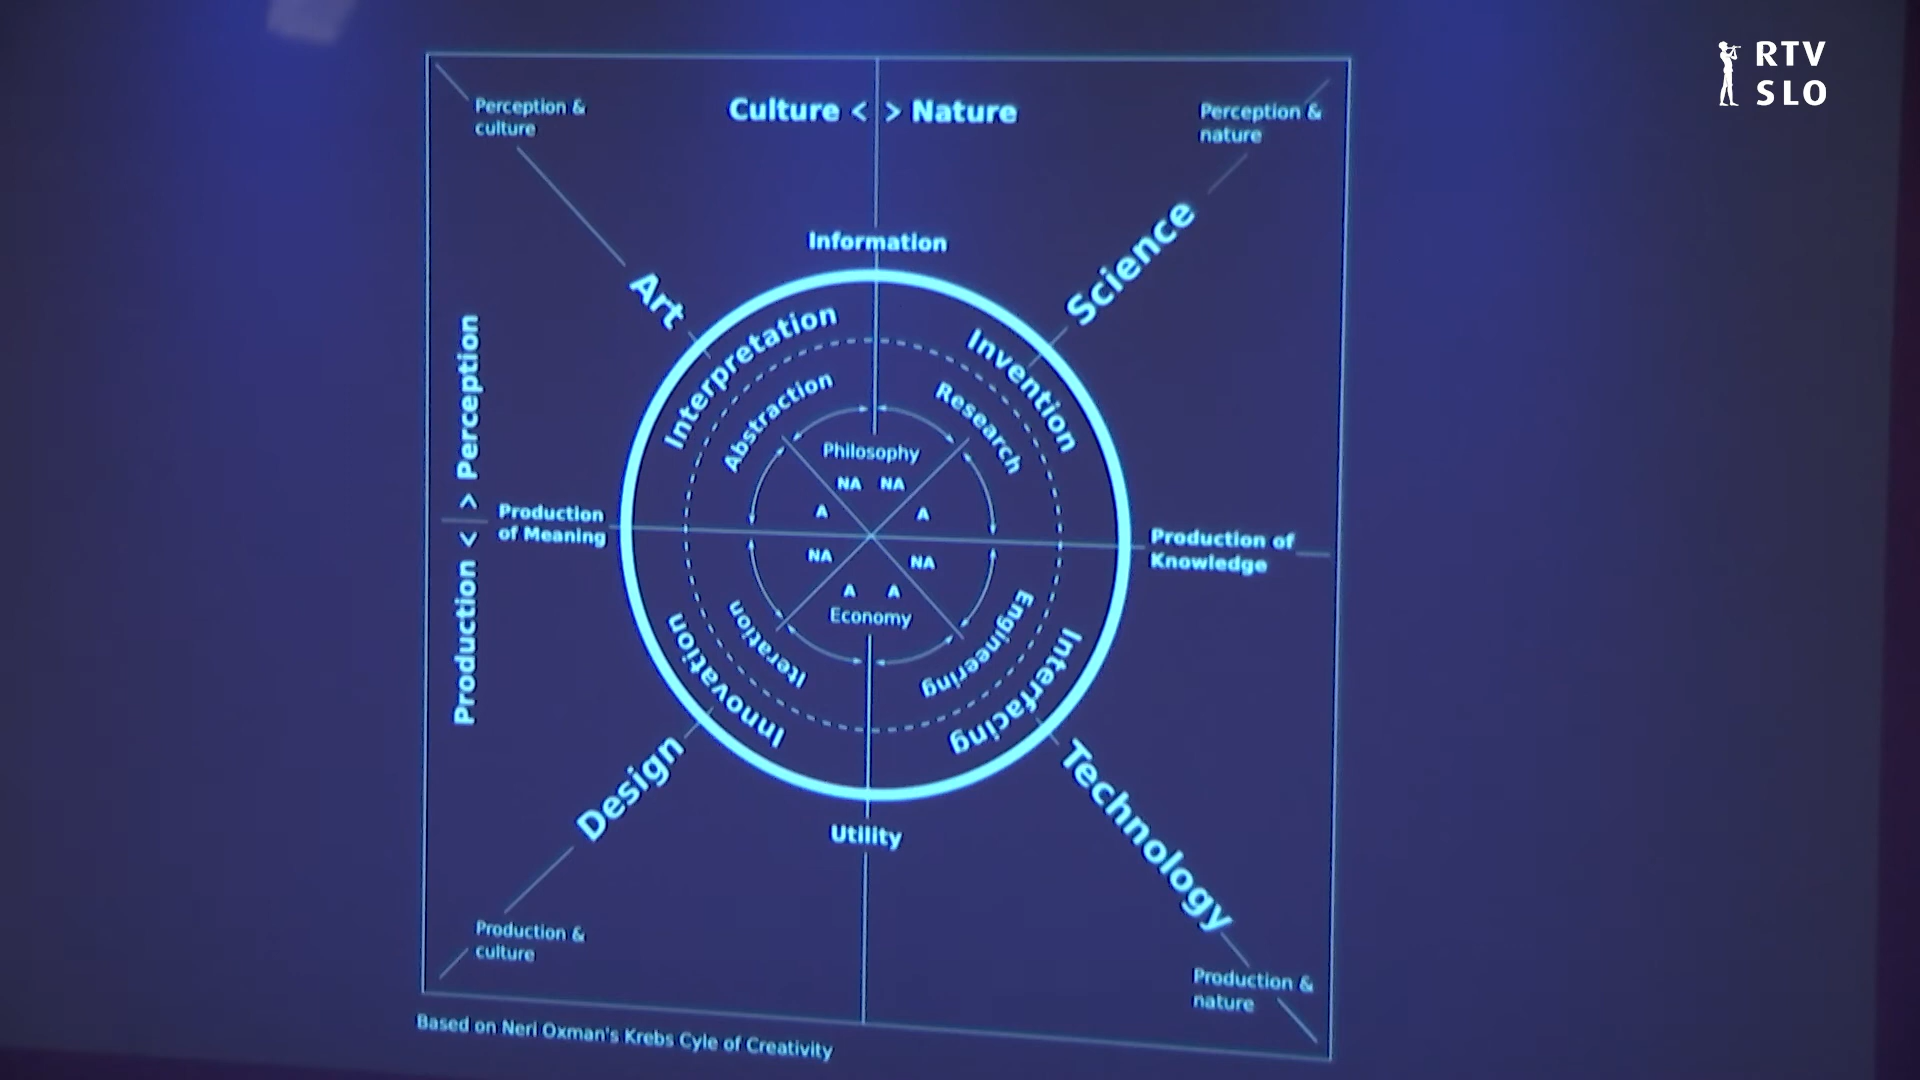 RTV
SLO
Perception &
culture
Culture < > Nature
Perception &
nature
Information
Art
Science
Production < > Perception
Interpretation
Invention
Abstraction
Research
Philosophy
NA NA
A A
Production
of Meaning
Production of
Knowledge
NA NA
A A
Economy
Iteration
Engineering
Innovation
Interfacing
Design
Technology
Utility
Production &
culture
Production &
nature
Based on Neri Oxman's Krebs Cyle of Creativity